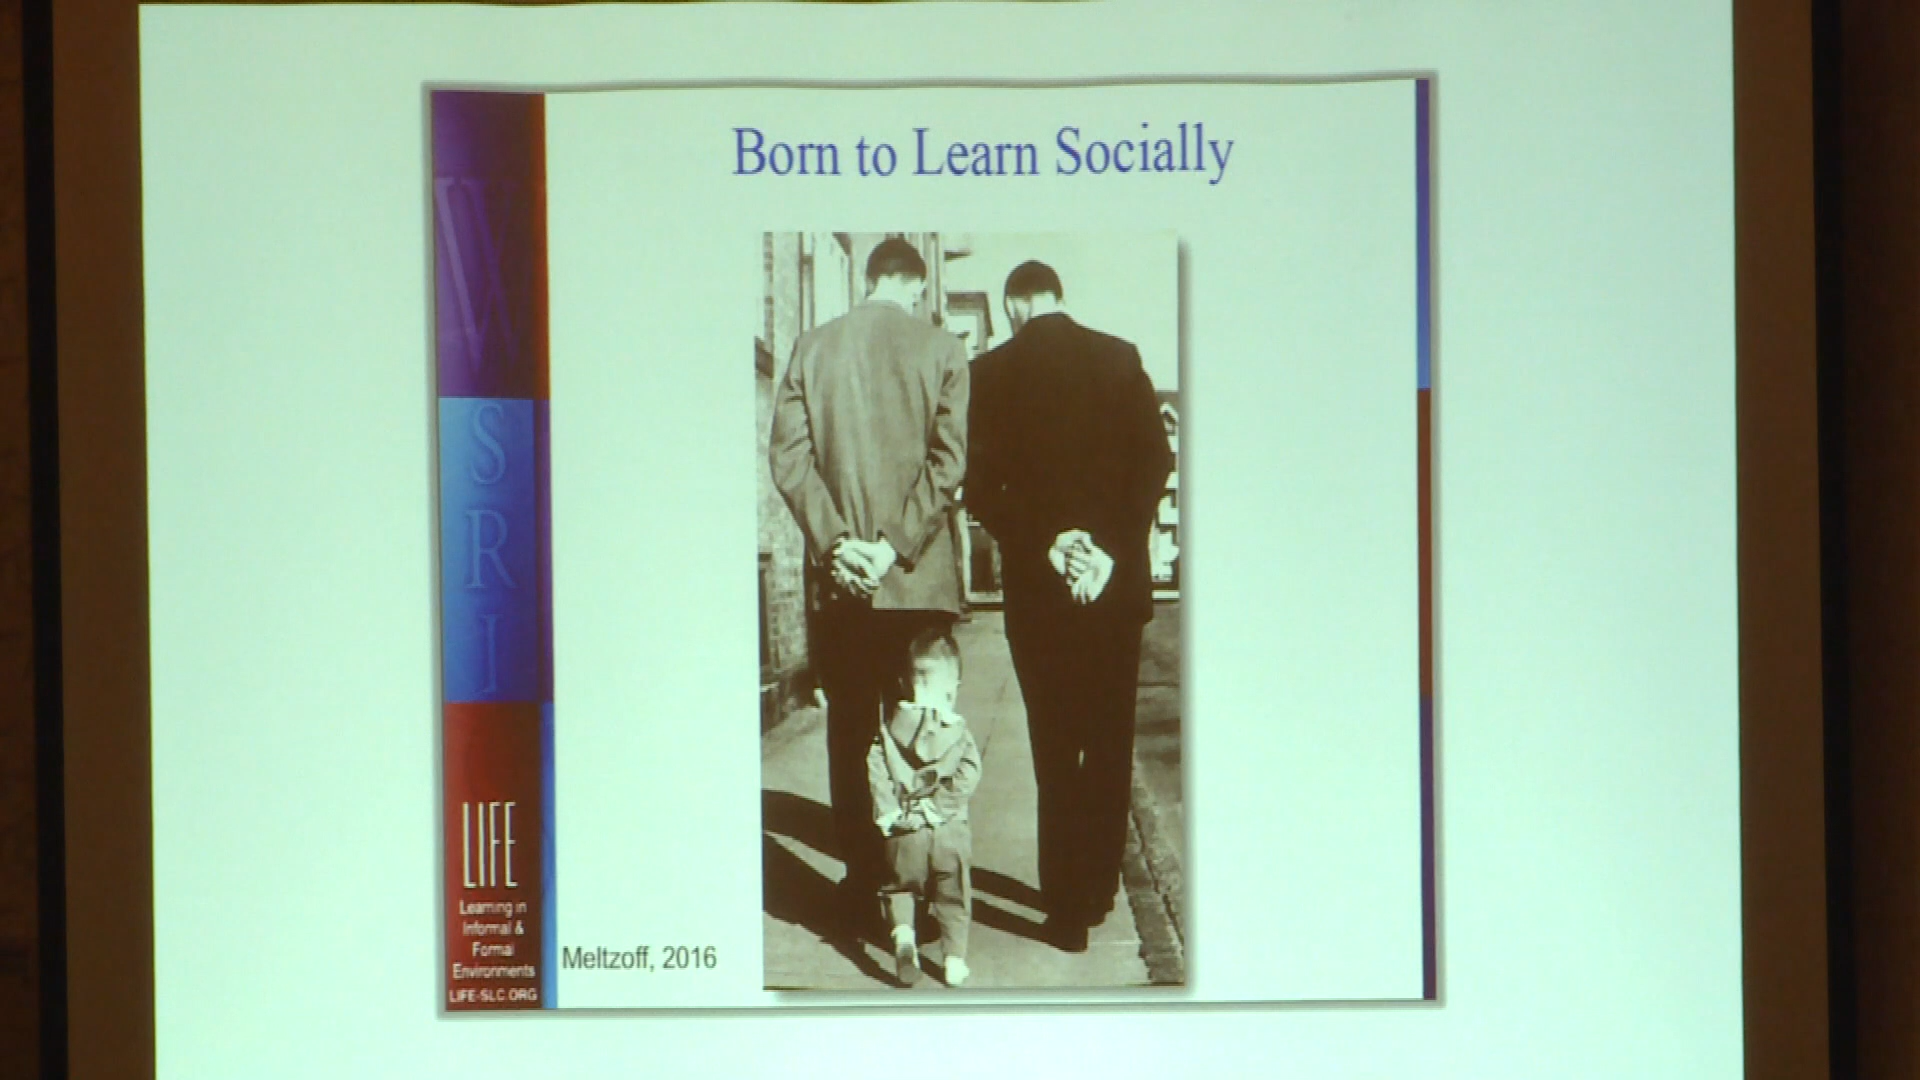 Born to Learn Socially
W
S
R
I
LIFE
Learning in
Informal &
Formal
Environments
LIFE-SLC.ORG
Meltzoff, 2016